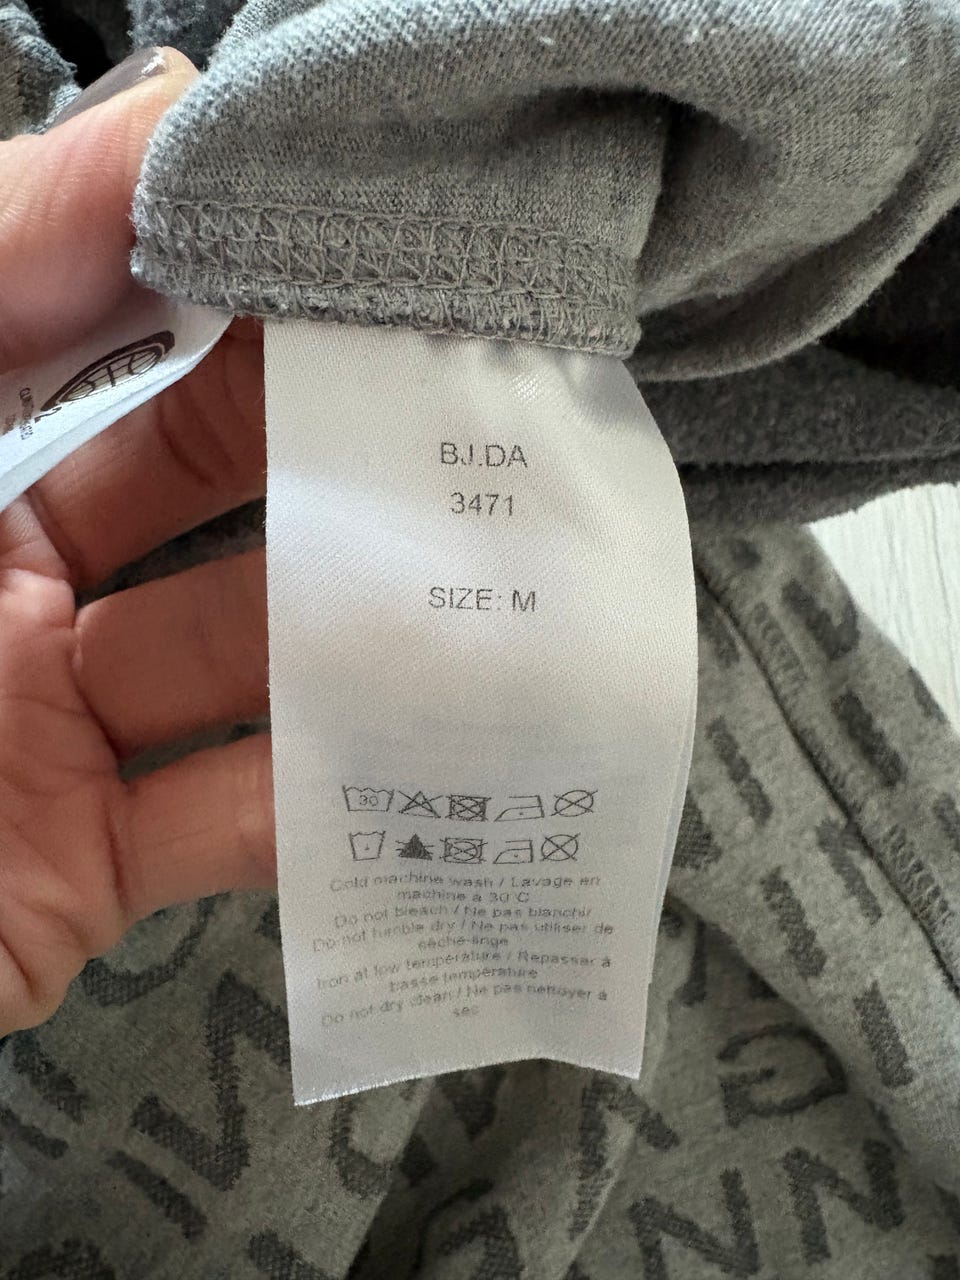 BJ.DA
3471
SIZE: M
30
Cold machine wash / Lavage en
machine a 30°C
Do not bleach / Ne pas blanchir
Do not tumble dry / Ne pas utiliser de
sèche-linge
Iron at low temperature / Repasser à
basse température
Do not dry clean / Ne pas nettoyer à
sec